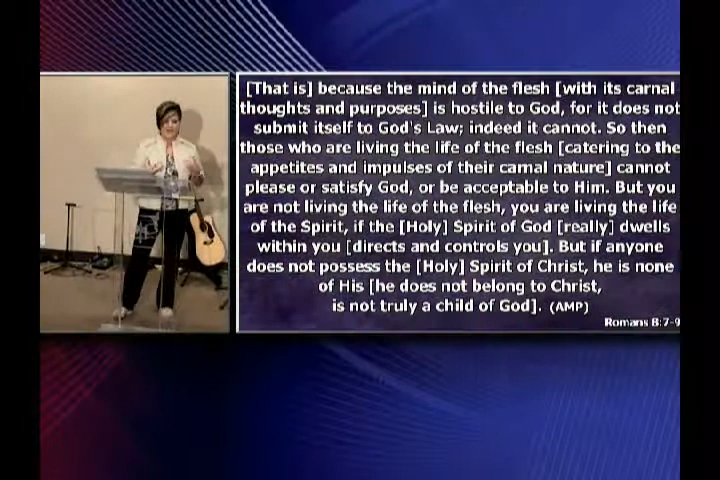 [That is] because the mind of the flesh [with its carnal
thoughts and purposes] is hostile to God, for it does not
submit itself to God's Law; indeed it cannot. So then
those who are living the life of the flesh [catering to the
appetites and impulses of their carnal nature] cannot
please or satisfy God, or be acceptable to Him. But you
are not living the life of the flesh, you are living the life
of the Spirit, if the [Holy] Spirit of God [really] dwells
within you [directs and controls you]. But if anyone
does not possess the [Holy] Spirit of Christ, he is none
of His [he does not belong to Christ,
is not truly a child of God]. (AMP)
Romans 8:7-9